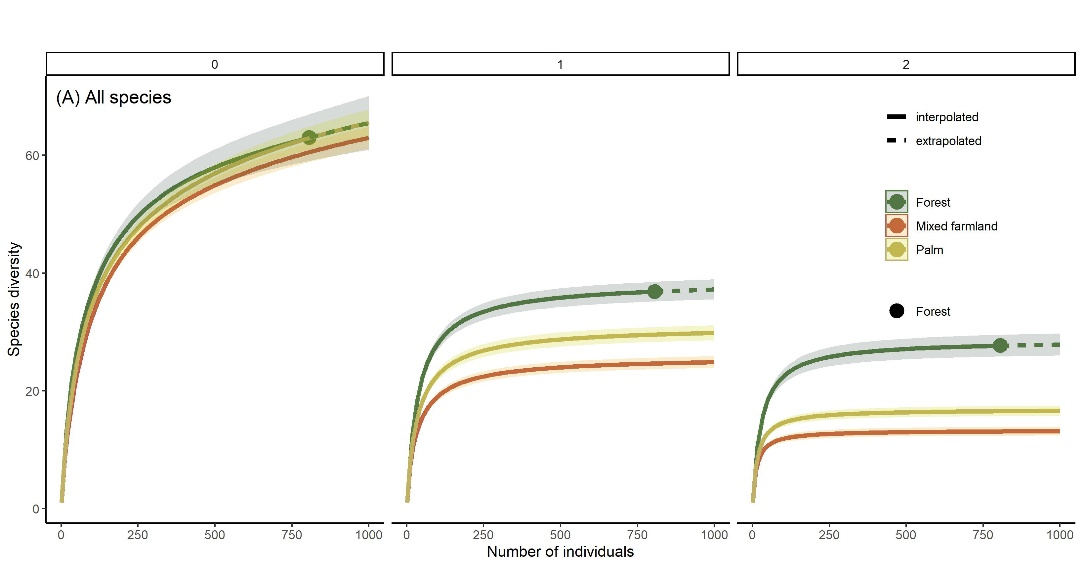 0 1 2
(A) All species
interpolated
extrapolated
Forest
Mixed farmland
Palm
Forest
Species diversity
60
40
20
0
0 250 500 750 1000 0 250 500 750 1000 0 250 500 750 1000
Number of individuals